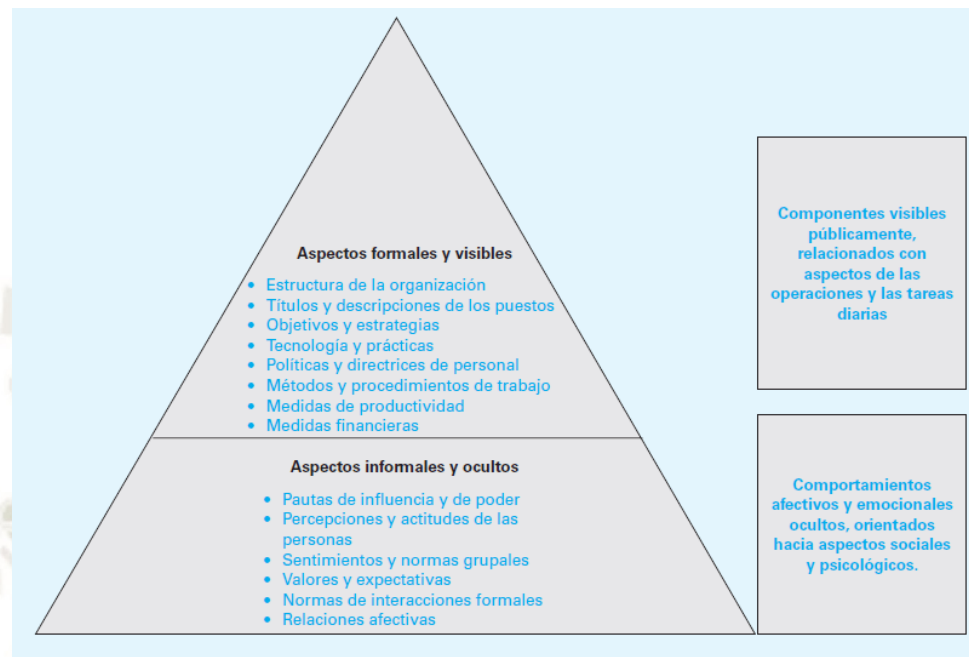 Aspectos formales y visibles
• Estructura de la organización
• Títulos y descripciones de los puestos
• Objetivos y estrategias
• Tecnología y prácticas
• Políticas y directrices de personal
• Métodos y procedimientos de trabajo
• Medidas de productividad
• Medidas financieras
Aspectos informales y ocultos
• Pautas de influencia y de poder
• Percepciones y actitudes de las
personas
• Sentimientos y normas grupales
• Valores y expectativas
• Normas de interacciones formales
• Relaciones afectivas
Componentes visibles
públicamente,
relacionados con
aspectos de las
operaciones y las tareas
diarias
Comportamientos
afectivos y emocionales
ocultos, orientados
hacia aspectos sociales
y psicológicos.